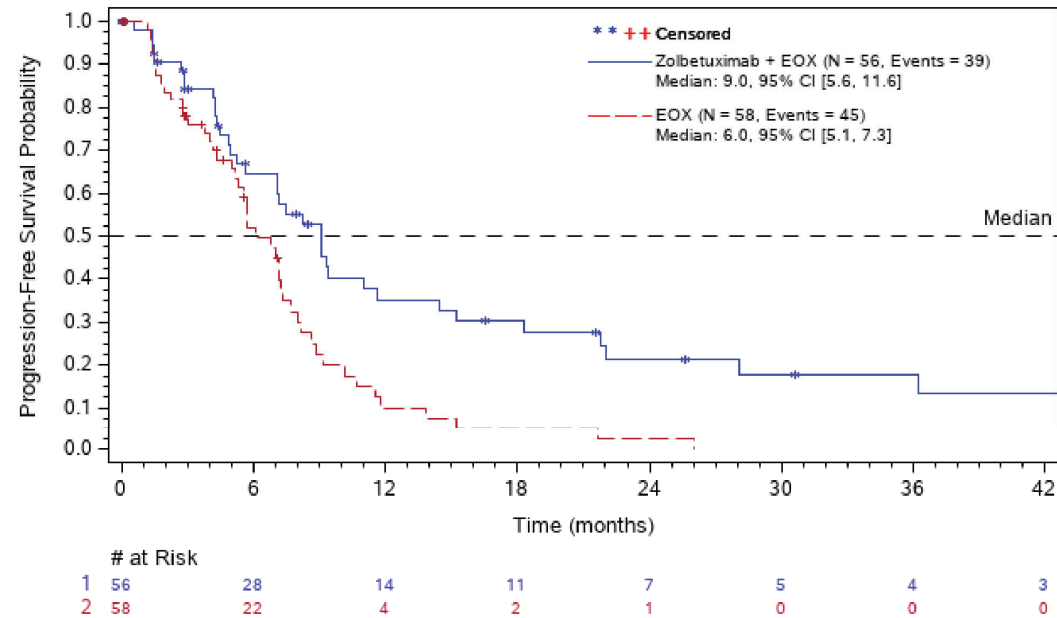 ** ++ Censored
Zolbetuximab + EOX (N = 56, Events = 39)
Median: 9.0, 95% CI [5.6, 11.6]
EOX (N = 58, Events = 45)
Median: 6.0, 95% CI [5.1, 7.3]
Progression-Free Survival Probability
1.0
0.9
0.8
0.7
0.6
0.5
0.4
0.3
0.2
0.1
0.0
Median
0 6 12 18 24 30 36 42
Time (months)
# at Risk
1 56 28 14 11 7 5 4 3
2 58 22 4 2 1 0 0 0